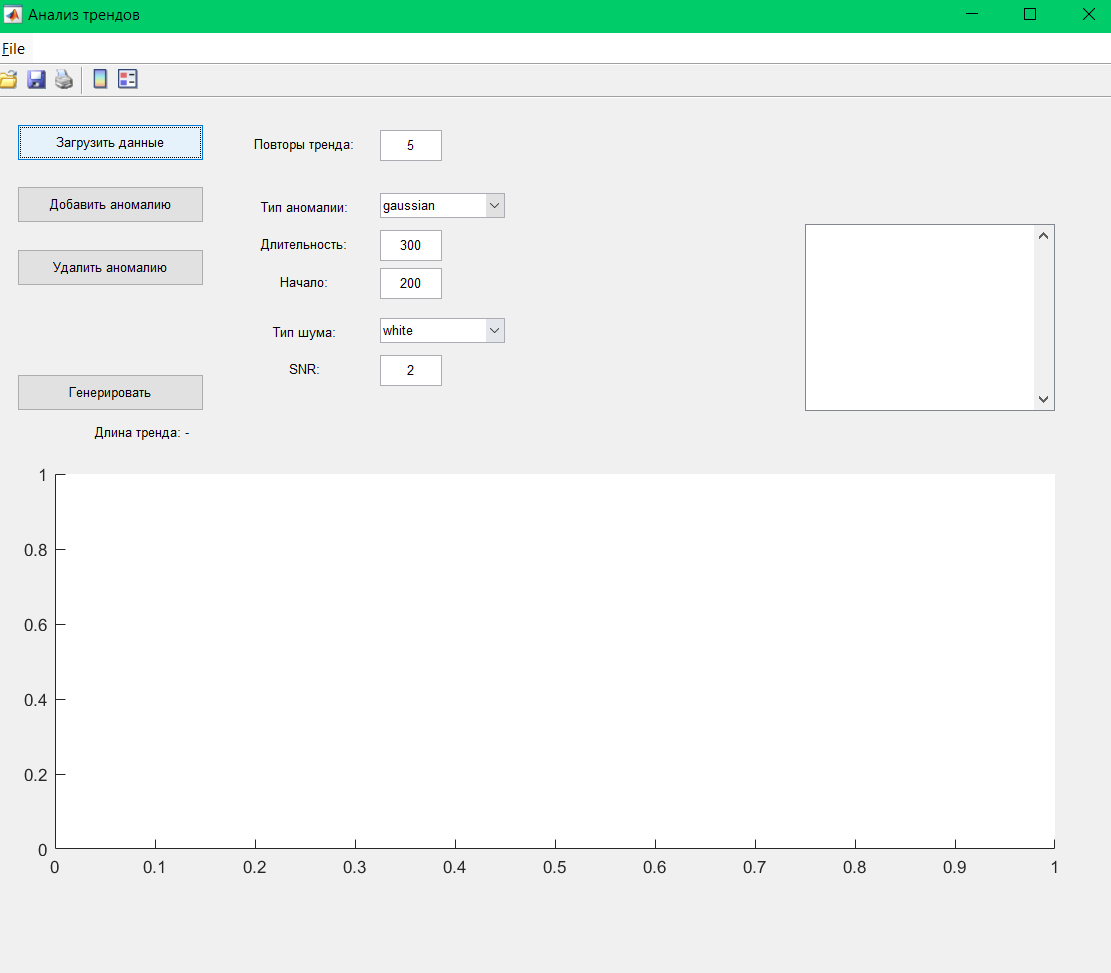 Анализ трендов
File
Загрузить данные
Повторы тренда: 5
Добавить аномалию
Тип аномалии: gaussian
Длительность: 300
Удалить аномалию
Начало: 200
Тип шума: white
SNR: 2
Генерировать
Длина тренда: -
1
0.8
0.6
0.4
0.2
0
0 0.1 0.2 0.3 0.4 0.5 0.6 0.7 0.8 0.9 1